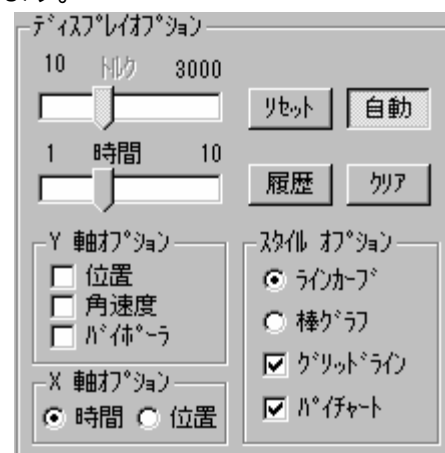 ます。
ﾃﾞｨｽﾌﾟﾚｲｵﾌﾟｼｮﾝ
10 ﾄﾙｸ 3000
ﾘｾｯﾄ 自動
1 時間 10
履歴 ｸﾘｱ
Y 軸ｵﾌﾟｼｮﾝ
位置
角速度
ﾊﾞｲﾎﾟｰﾗ
X 軸ｵﾌﾟｼｮﾝ
時間 位置
ｽﾀｲﾙ ｵﾌﾟｼｮﾝ
ﾗｲﾝｶｰﾌﾞ
棒ｸﾞﾗﾌ
ｸﾞﾘｯﾄﾞﾗｲﾝ
ﾊﾟｲﾁｬｰﾄ